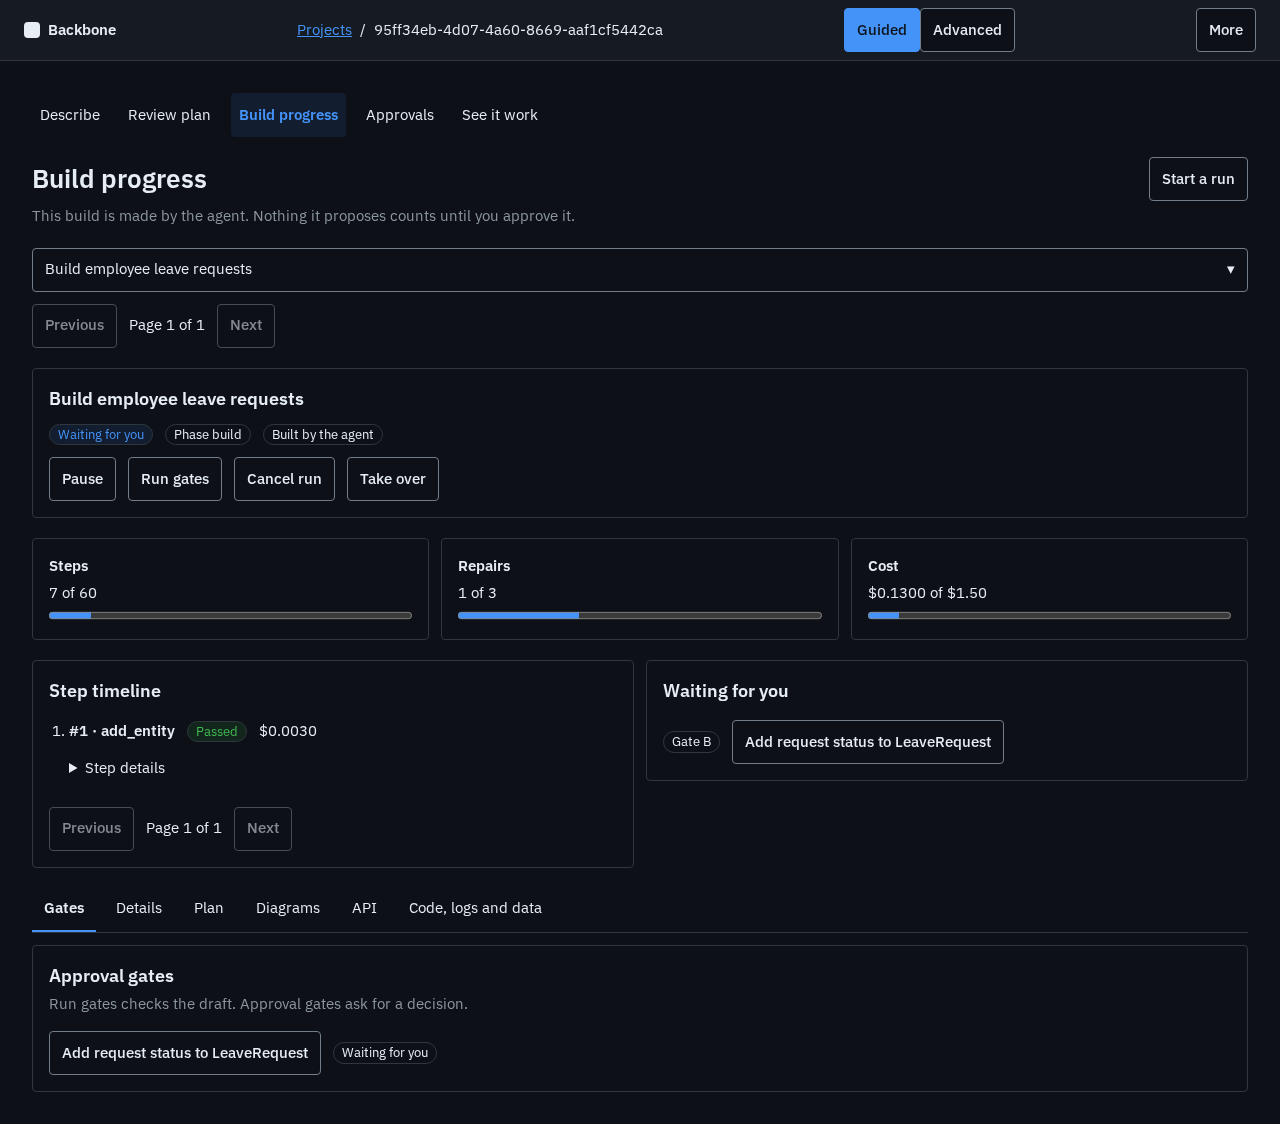 Backbone
Projects / 95ff34eb-4d07-4a60-8669-aaf1cf5442ca
Guided Advanced
More
Describe Review plan Build progress Approvals See it work
Build progress
Start a run
This build is made by the agent. Nothing it proposes counts until you approve it.
Build employee leave requests
Previous Page 1 of 1 Next
Build employee leave requests
Waiting for you Phase build Built by the agent
Pause Run gates Cancel run Take over
Steps
7 of 60
Repairs
1 of 3
Cost
$0.1300 of $1.50
Step timeline
1. #1 · add_entity Passed $0.0030
Step details
Previous Page 1 of 1 Next
Waiting for you
Gate B Add request status to LeaveRequest
Gates Details Plan Diagrams API Code, logs and data
Approval gates
Run gates checks the draft. Approval gates ask for a decision.
Add request status to LeaveRequest Waiting for you